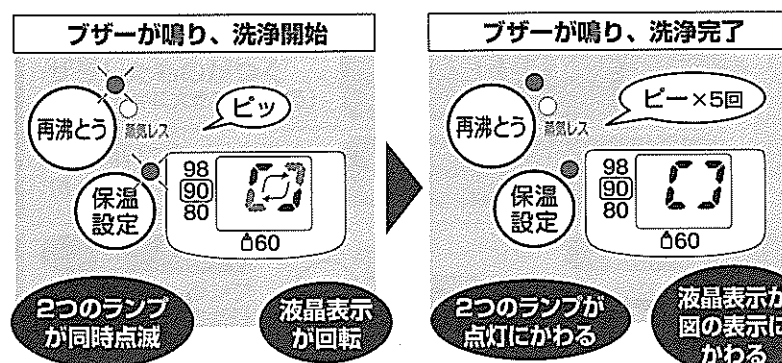 ブザーが鳴り、洗浄開始
再沸とう
蒸気レス
ピッ
保温
設定
98
90
80
60
2つのランプ
が同時点滅
液晶表示
が回転
ブザーが鳴り、洗浄完了
再沸とう
蒸気レス
ピー×5回
保温
設定
98
90
80
60
2つのランプが
点灯にかわる
液晶表示が
図の表示に
かわる